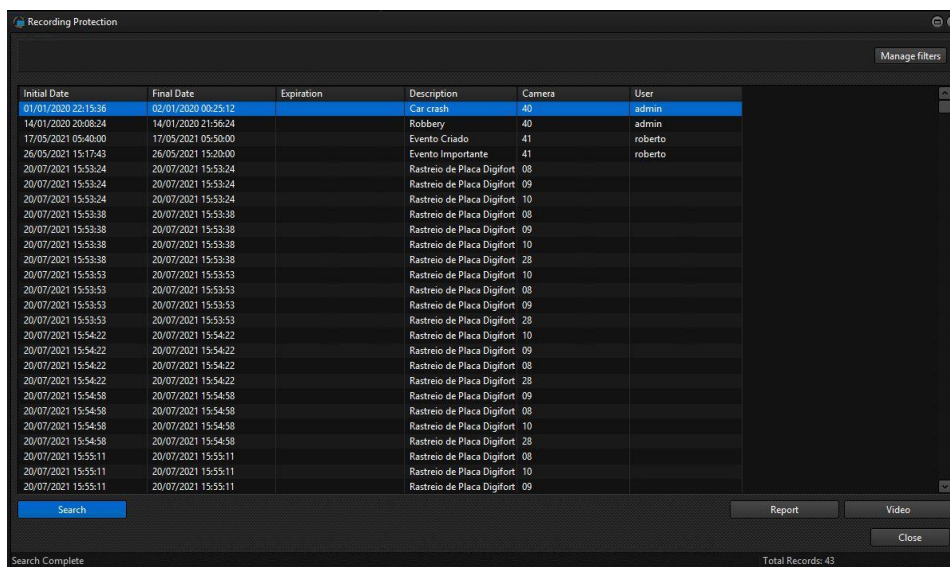 Recording Protection
Manage filters
Initial Date Final Date Expiration Description Camera User
01/01/2020 22:15:36 02/01/2020 00:25:12 Car crash 40 admin
14/01/2020 20:08:24 14/01/2020 21:56:24 Robbery 40 admin
17/05/2021 05:40:00 17/05/2021 05:50:00 Evento Criado 41 roberto
26/05/2021 15:17:43 26/05/2021 15:20:00 Evento Importante 41 roberto
20/07/2021 15:53:24 20/07/2021 15:53:24 Rastreio de Placa Digifort 08
20/07/2021 15:53:24 20/07/2021 15:53:24 Rastreio de Placa Digifort 09
20/07/2021 15:53:24 20/07/2021 15:53:24 Rastreio de Placa Digifort 10
20/07/2021 15:53:38 20/07/2021 15:53:38 Rastreio de Placa Digifort 08
20/07/2021 15:53:38 20/07/2021 15:53:38 Rastreio de Placa Digifort 09
20/07/2021 15:53:38 20/07/2021 15:53:38 Rastreio de Placa Digifort 10
20/07/2021 15:53:38 20/07/2021 15:53:38 Rastreio de Placa Digifort 28
20/07/2021 15:53:53 20/07/2021 15:53:53 Rastreio de Placa Digifort 10
20/07/2021 15:53:53 20/07/2021 15:53:53 Rastreio de Placa Digifort 08
20/07/2021 15:53:53 20/07/2021 15:53:53 Rastreio de Placa Digifort 09
20/07/2021 15:53:53 20/07/2021 15:53:53 Rastreio de Placa Digifort 28
20/07/2021 15:54:22 20/07/2021 15:54:22 Rastreio de Placa Digifort 10
20/07/2021 15:54:22 20/07/2021 15:54:22 Rastreio de Placa Digifort 09
20/07/2021 15:54:22 20/07/2021 15:54:22 Rastreio de Placa Digifort 08
20/07/2021 15:54:22 20/07/2021 15:54:22 Rastreio de Placa Digifort 28
20/07/2021 15:54:58 20/07/2021 15:54:58 Rastreio de Placa Digifort 09
20/07/2021 15:54:58 20/07/2021 15:54:58 Rastreio de Placa Digifort 08
20/07/2021 15:54:58 20/07/2021 15:54:58 Rastreio de Placa Digifort 10
20/07/2021 15:54:58 20/07/2021 15:54:58 Rastreio de Placa Digifort 28
20/07/2021 15:55:11 20/07/2021 15:55:11 Rastreio de Placa Digifort 08
20/07/2021 15:55:11 20/07/2021 15:55:11 Rastreio de Placa Digifort 10
20/07/2021 15:55:11 20/07/2021 15:55:11 Rastreio de Placa Digifort 09
Search Report Video
Close
Search Complete Total Records: 43